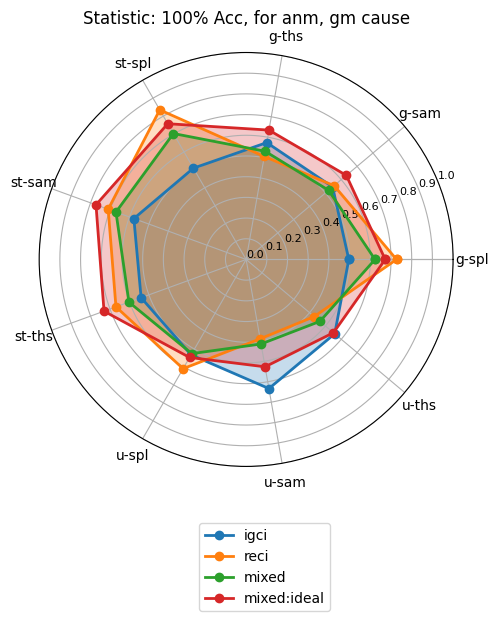 Statistic: 100% Acc, for anm, gm cause
g-ths
st-spl
g-sam
st-sam
1.0
0.9
0.8
0.7
0.6
0.5
0.4
0.3
0.2
0.1
0.0
g-spl
st-ths
u-ths
u-spl
u-sam
igci
reci
mixed
mixed:ideal